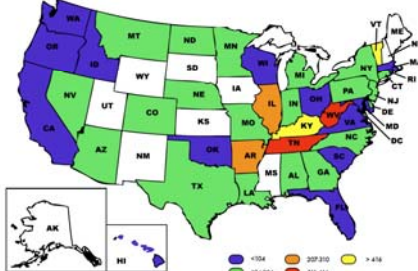 WA
MT
ND
MN
VT
ME
OR
ID
WY
SD
WI
MI
NY
RI
CT
NV
UT
CO
NE
IA
IL
IN
OH
PA
NJ
DE
MD
DC
CA
KS
MO
KY
WV
VA
AZ
NM
OK
AR
TN
NC
SC
TX
LA
MS
AL
GA
FL
AK
HI
<104
207-310
> 416